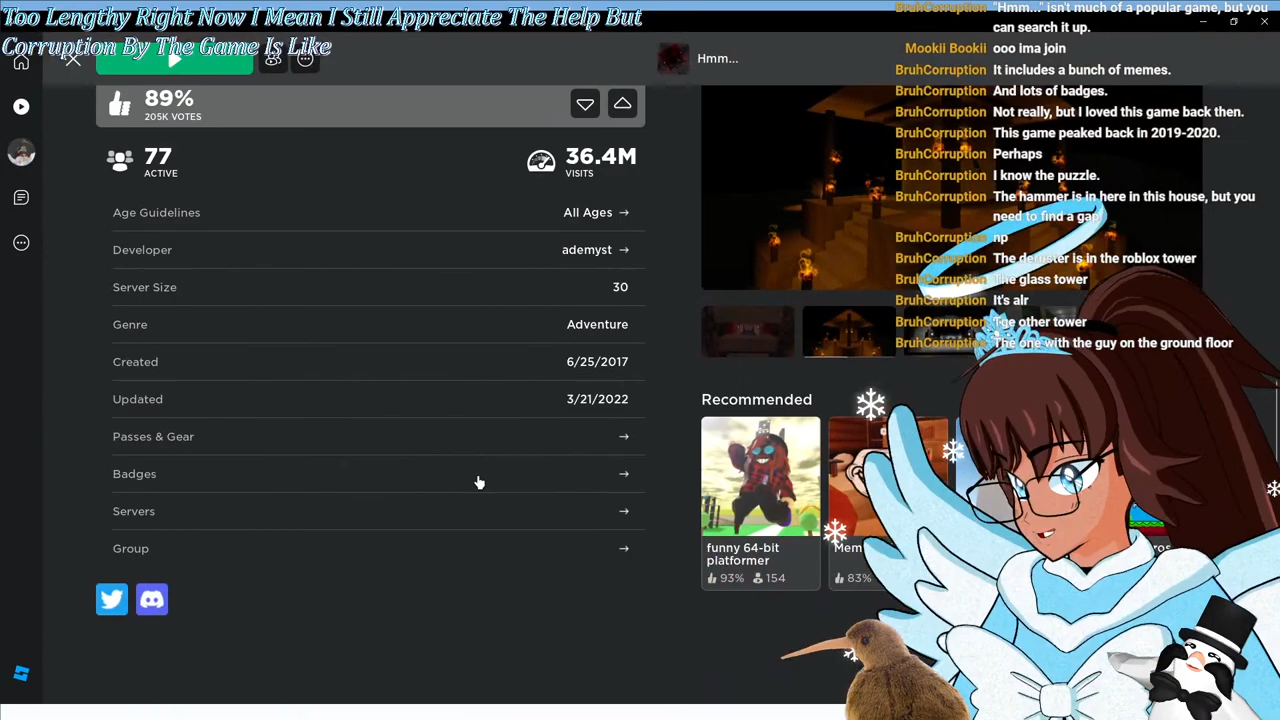 Too Lengthy Right Now I Mean I Still Appreciate The Help But
Corruption By The Game Is Like
Hmm...
89%
205K VOTES
77
ACTIVE
36.4M
VISITS
Age Guidelines All Ages →
Developer ademyst →
Server Size 30
Genre Adventure
Created 6/25/2017
Updated 3/21/2022
Passes & Gear →
Badges →
Servers →
Group →
Recommended
funny 64-bit
platformer
93% 154
Mem
83%
BruhCorruption "Hmm..." isn't much of a popular game, but you
can search it up.
Mookii Bookii ooo ima join
BruhCorruption It includes a bunch of memes.
BruhCorruption And lots of badges.
BruhCorruption Not really, but I loved this game back then.
BruhCorruption This game peaked back in 2019-2020.
BruhCorruption Perhaps
BruhCorruption I know the puzzle.
BruhCorruption The hammer is in here in this house, but you
need to find a gap
BruhCorruption np
BruhCorruption The deruster is in the roblox tower
BruhCorruption The glass tower
BruhCorruption It's alr
BruhCorruption Tge other tower
BruhCorruption The one with the guy on the ground floor